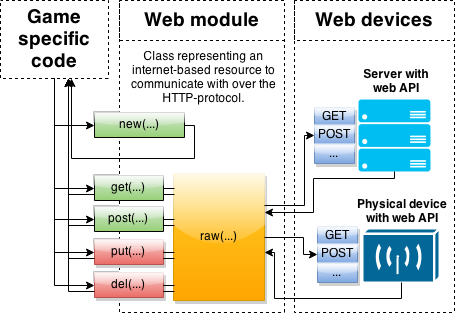 Game
specific
code
Web module
Class representing an
internet-based resource to
communicate with over the
HTTP-protocol.
new(...)
get(...)
post(...)
put(...)
del(...)
raw(...)
Web devices
Server with
web API
GET
POST
...
Physical device
with web API
GET
POST
...